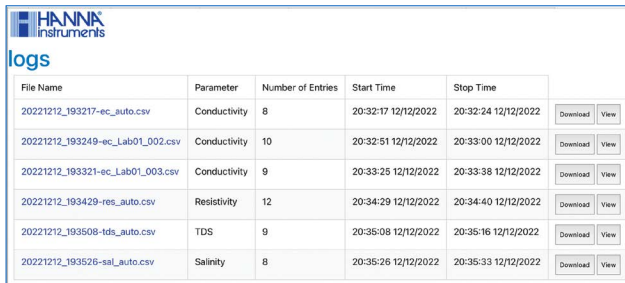 HANNA
instruments
logs
File Name Parameter Number of Entries Start Time Stop Time
20221212_193217-ec_auto.csv Conductivity 8 20:32:17 12/12/2022 20:32:24 12/12/2022 Download View
20221212_193249-ec_Lab01_002.csv Conductivity 10 20:32:51 12/12/2022 20:33:00 12/12/2022 Download View
20221212_193321-ec_Lab01_003.csv Conductivity 9 20:33:25 12/12/2022 20:33:38 12/12/2022 Download View
20221212_193429-res_auto.csv Resistivity 12 20:34:29 12/12/2022 20:34:40 12/12/2022 Download View
20221212_193508-tds_auto.csv TDS 9 20:35:08 12/12/2022 20:35:16 12/12/2022 Download View
20221212_193526-sal_auto.csv Salinity 8 20:35:26 12/12/2022 20:35:33 12/12/2022 Download View